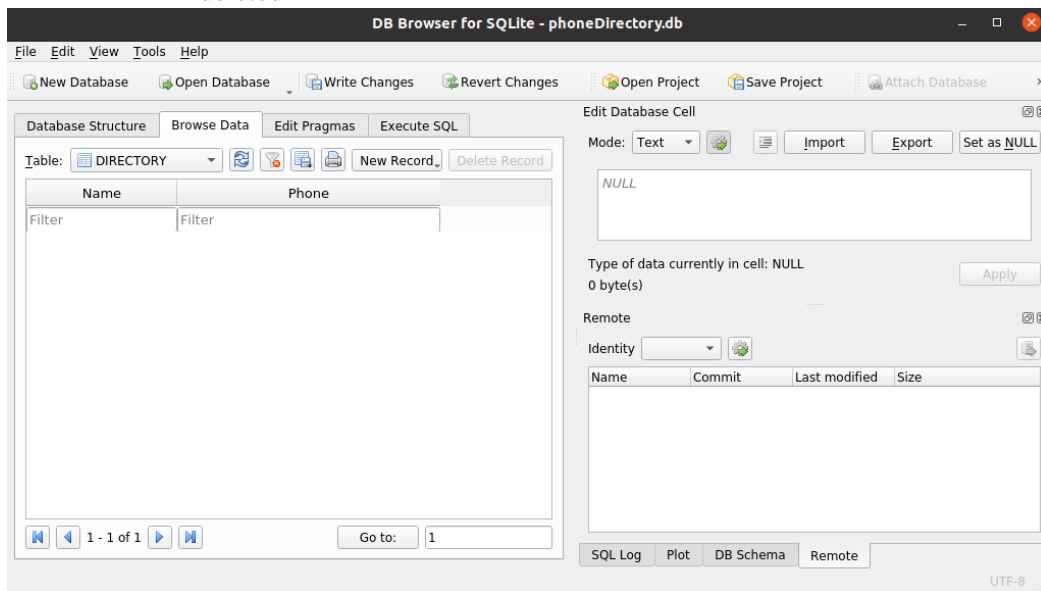 DB Browser for SQLite - phoneDirectory.db
File Edit View Tools Help
New Database Open Database Write Changes Revert Changes Open Project Save Project Attach Database
Database Structure Browse Data Edit Pragmas Execute SQL
Table: DIRECTORY New Record Delete Record
Name Phone
Filter Filter
1 - 1 of 1 Go to: 1
Edit Database Cell
Mode: Text Import Export Set as NULL
NULL
Type of data currently in cell: NULL
0 byte(s)
Apply
Remote
Identity
Name Commit Last modified Size
SQL Log Plot DB Schema Remote
UTF-8